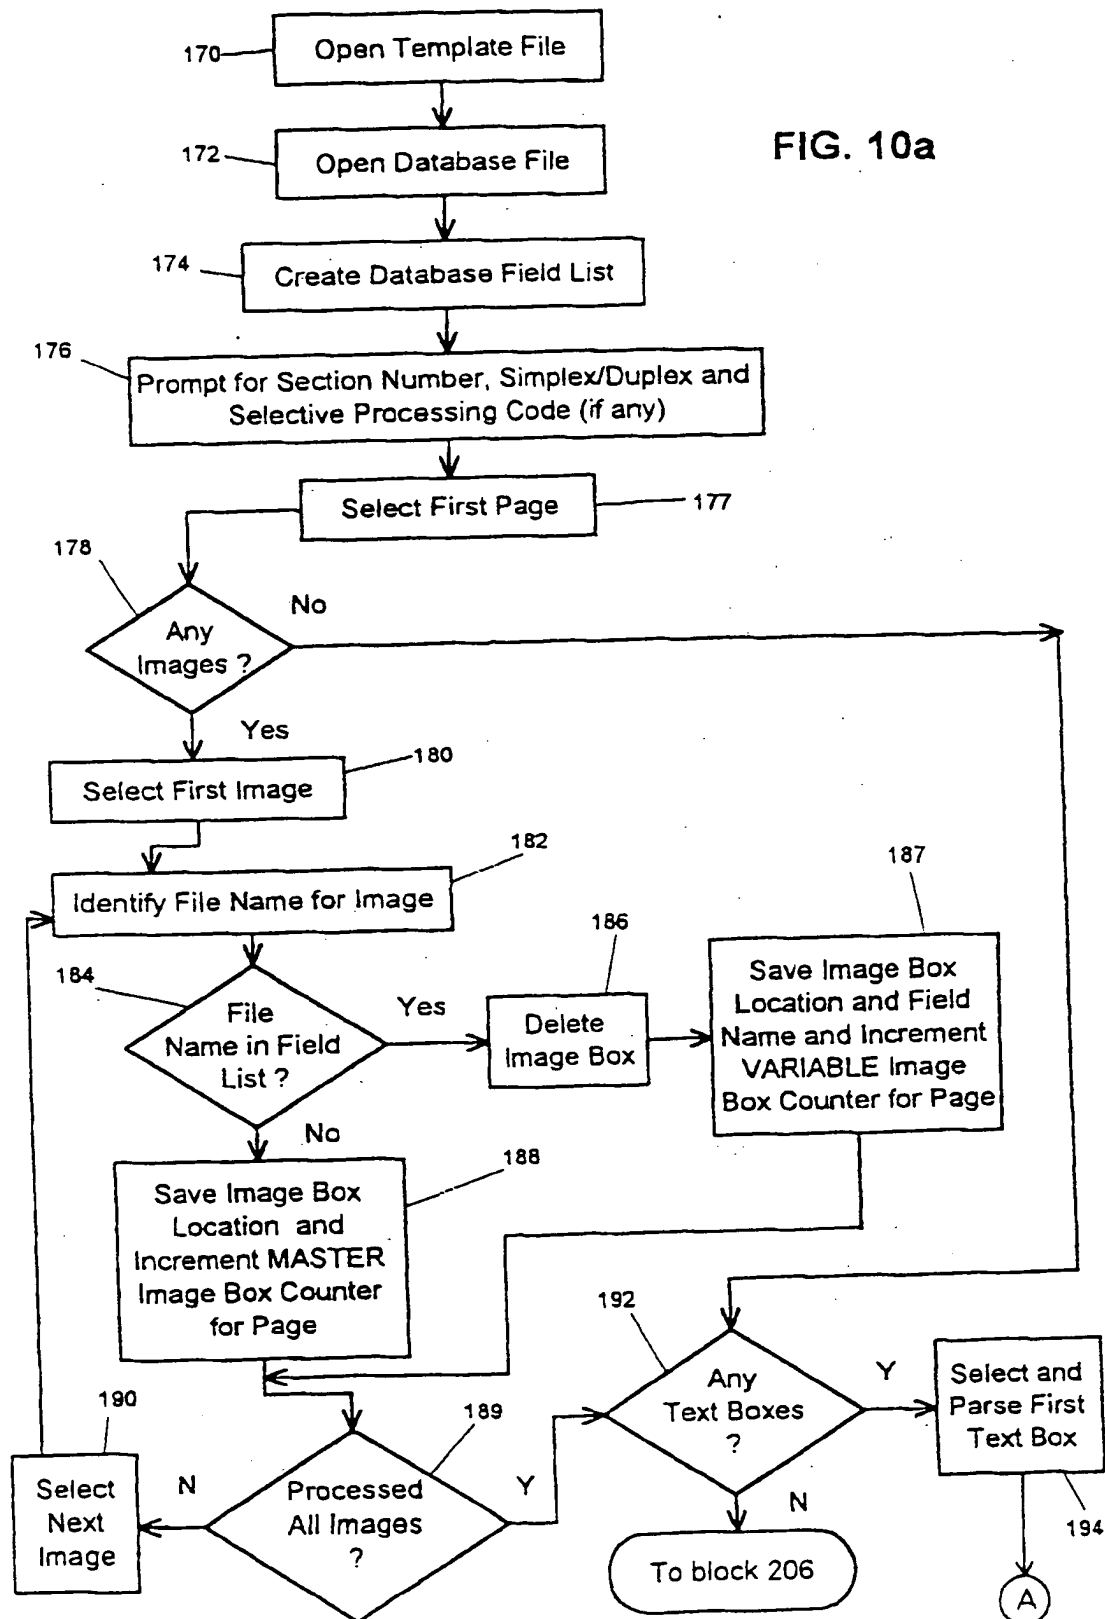 170
Open Template File
FIG. 10a
172
Open Database File
174
Create Database Field List
176
Prompt for Section Number, Simplex/Duplex and
Selective Processing Code (if any)
Select First Page
177
178
Any
Images ?
No
Yes
180
Select First Image
182
Identify File Name for Image
184
File
Name in Field
List ?
Yes
186
Delete
Image Box
187
Save Image Box
Location and Field
Name and Increment
VARIABLE Image
Box Counter for Page
No
188
Save Image Box
Location and
Increment MASTER
Image Box Counter
for Page
192
Any
Text Boxes
?
Y
Select and
Parse First
Text Box
194
190
Select
Next
Image
N
189
Processed
All Images
?
Y
N
To block 206
A